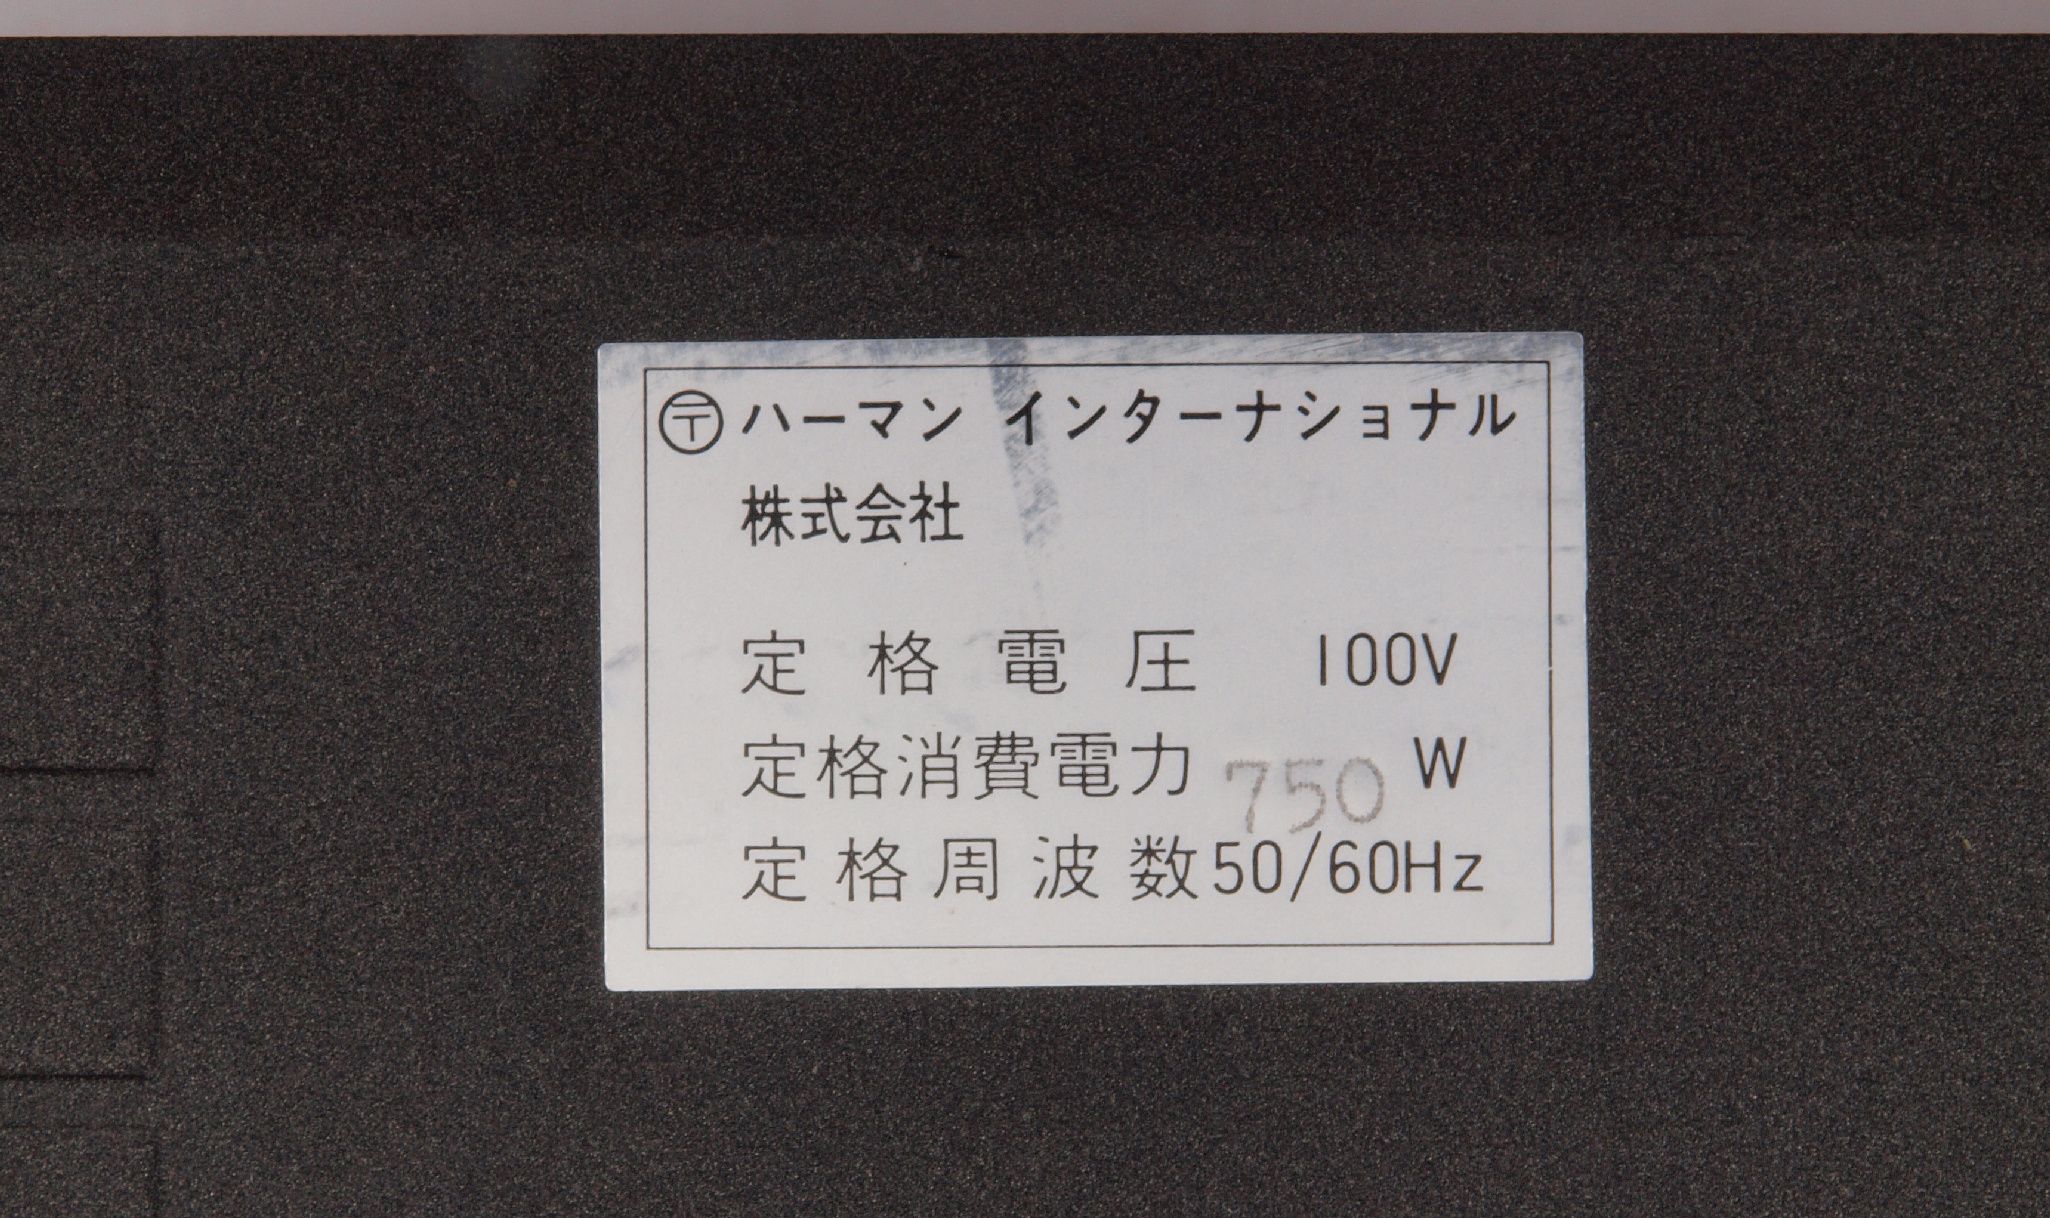 〶ハーマン インターナショナル
株式会社
定格電圧 100V
定格消費電力 750 W
定格周波数 50/60Hz